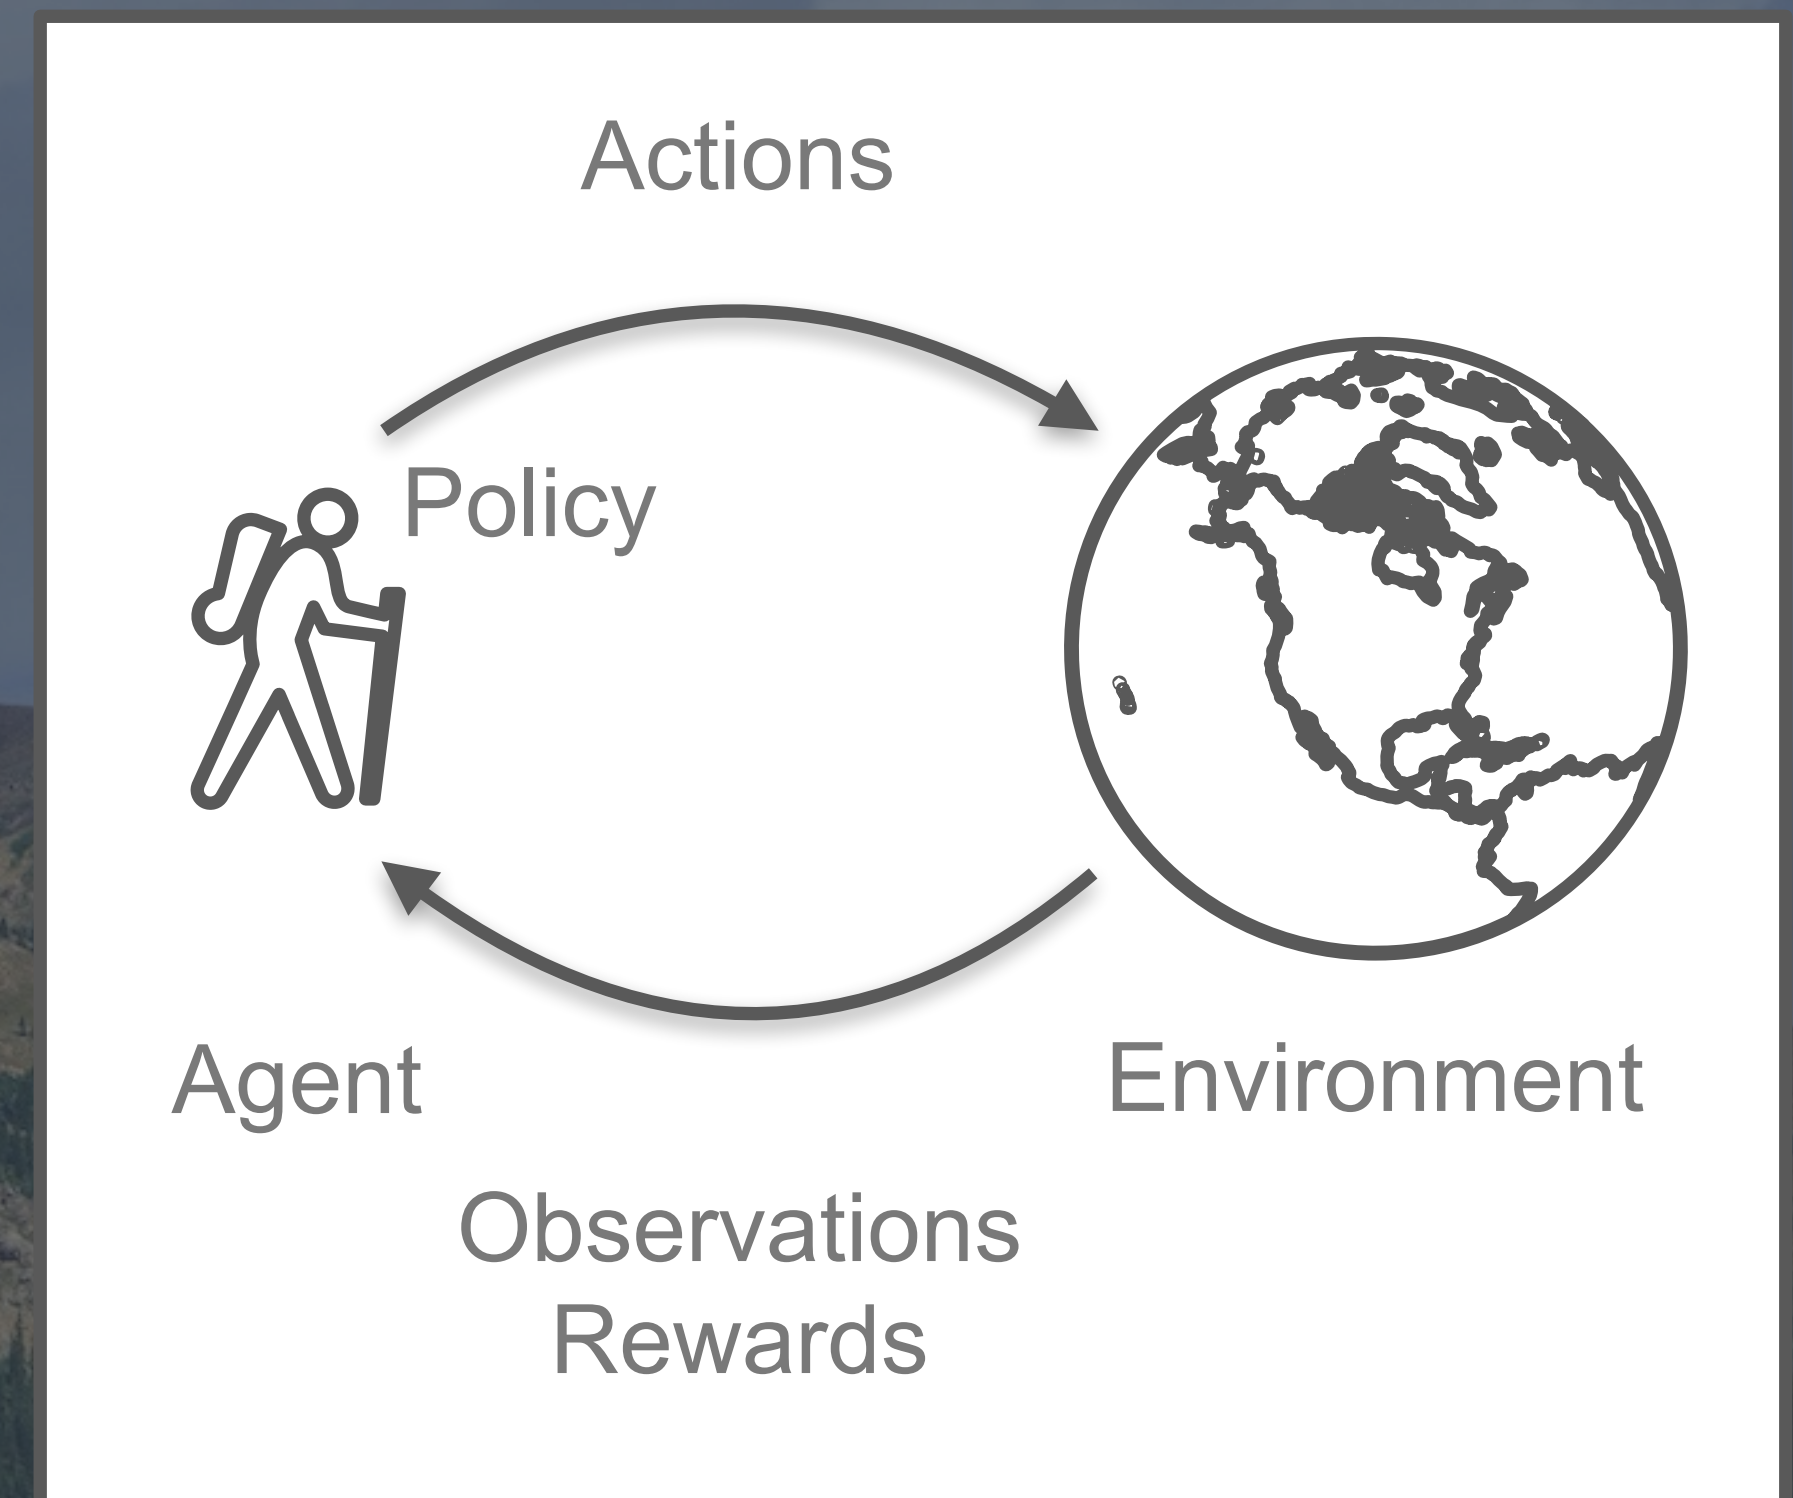 Actions
Policy
Agent
Environment
Observations
Rewards